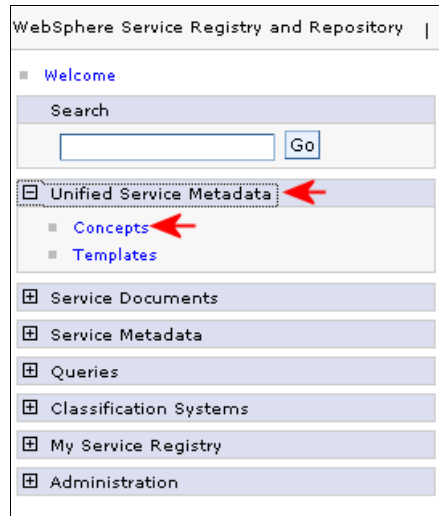 WebSphere Service Registry and Repository |
Welcome
Search
Go
Unified Service Metadata
Concepts
Templates
Service Documents
Service Metadata
Queries
Classification Systems
My Service Registry
Administration